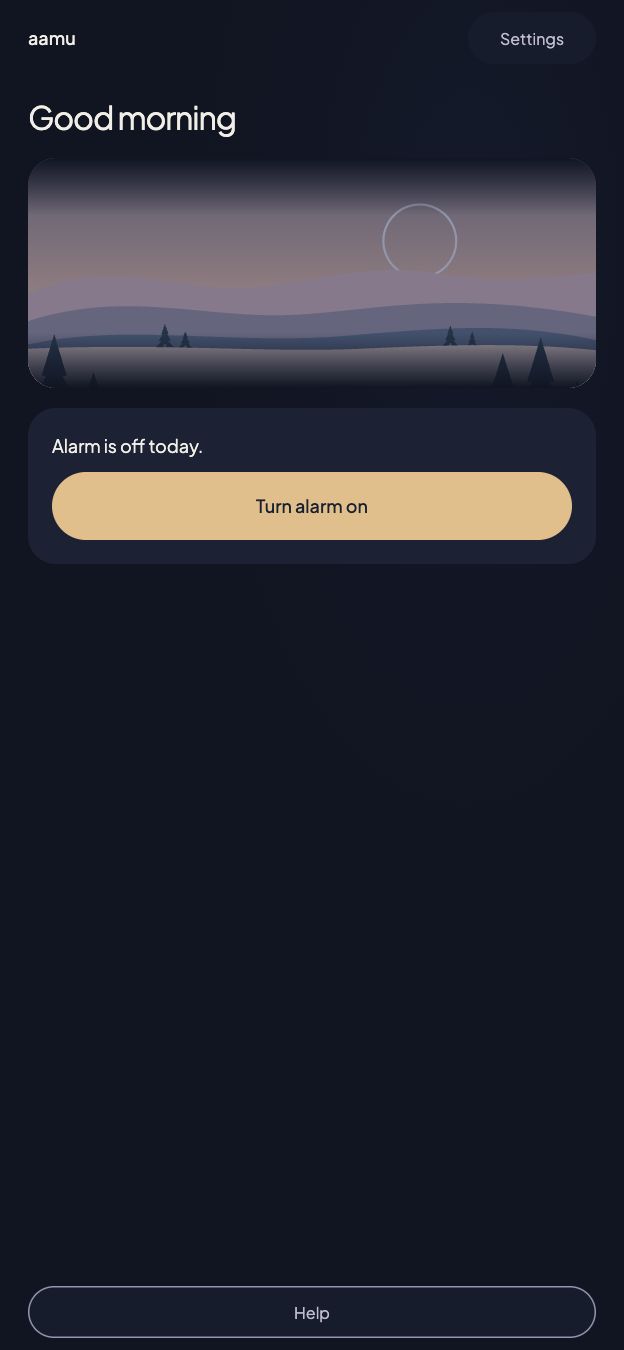 aamu
Settings
Good morning
Alarm is off today.
Turn alarm on
Help